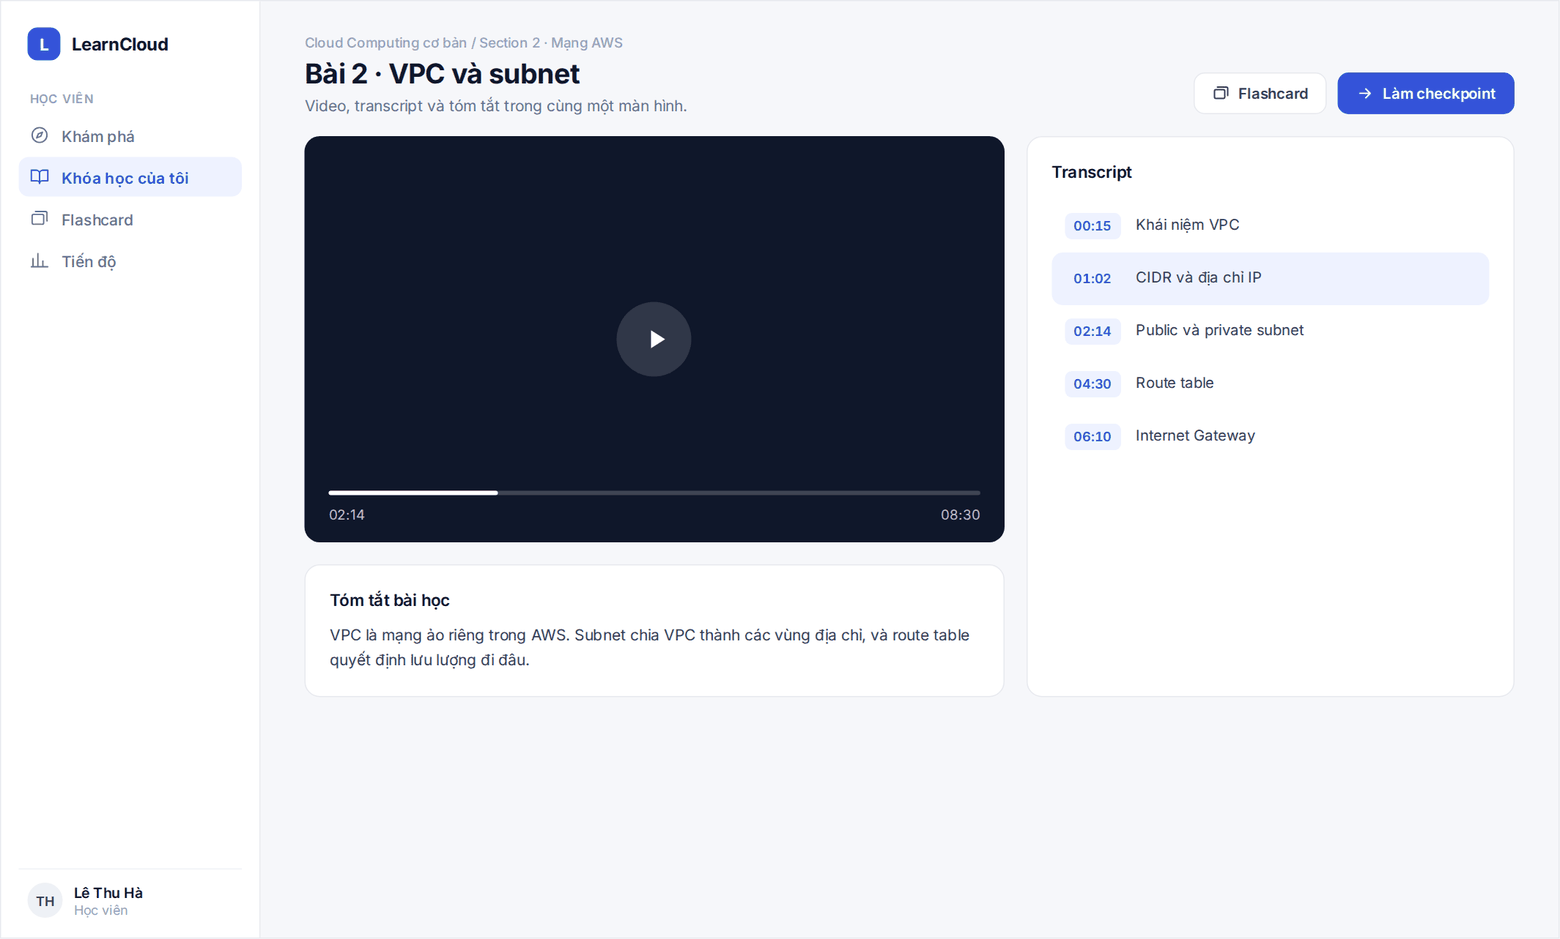 L LearnCloud
HỌC VIÊN
Khám phá
Khóa học của tôi
Flashcard
Tiến độ
TH Lê Thu Hà
Học viên
Cloud Computing cơ bản / Section 2 · Mạng AWS
Bài 2 · VPC và subnet
Video, transcript và tóm tắt trong cùng một màn hình.
Flashcard
Làm checkpoint
02:14 08:30
Tóm tắt bài học
VPC là mạng ảo riêng trong AWS. Subnet chia VPC thành các vùng địa chỉ, và route table
quyết định lưu lượng đi đâu.
Transcript
00:15 Khái niệm VPC
01:02 CIDR và địa chỉ IP
02:14 Public và private subnet
04:30 Route table
06:10 Internet Gateway